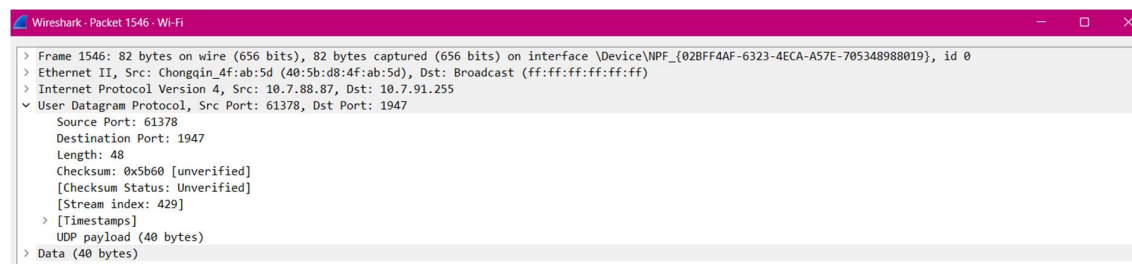 Wireshark · Packet 1546 · Wi-Fi
Frame 1546: 82 bytes on wire (656 bits), 82 bytes captured (656 bits) on interface \Device\NPF_{02BFF4AF-6323-4ECA-A57E-705348988019}, id 0
Ethernet II, Src: Chongqin_4f:ab:5d (40:5b:d8:4f:ab:5d), Dst: Broadcast (ff:ff:ff:ff:ff:ff)
Internet Protocol Version 4, Src: 10.7.88.87, Dst: 10.7.91.255
User Datagram Protocol, Src Port: 61378, Dst Port: 1947
Source Port: 61378
Destination Port: 1947
Length: 48
Checksum: 0x5b60 [unverified]
[Checksum Status: Unverified]
[Stream index: 429]
[Timestamps]
UDP payload (40 bytes)
Data (40 bytes)